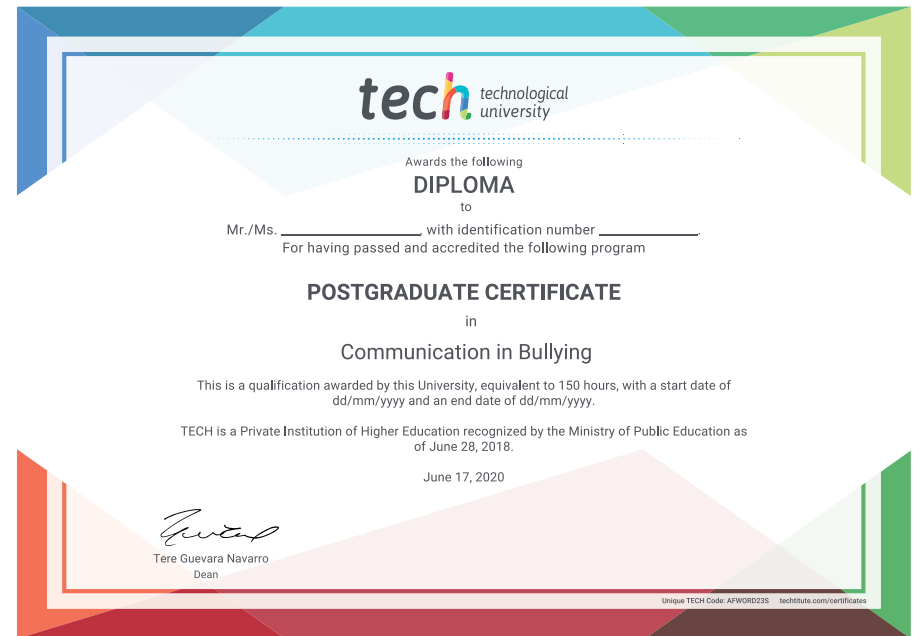 tech technological
university
Awards the following
DIPLOMA
to
Mr./Ms. ____________, with identification number ____________.
For having passed and accredited the following program
POSTGRADUATE CERTIFICATE
in
Communication in Bullying
This is a qualification awarded by this University, equivalent to 150 hours, with a start date of
dd/mm/yyyy and an end date of dd/mm/yyyy.
TECH is a Private Institution of Higher Education recognized by the Ministry of Public Education as
of June 28, 2018.
June 17, 2020
Tere Guevara Navarro
Dean
Unique TECH Code: AFWORD23S techtitute.com/certificates